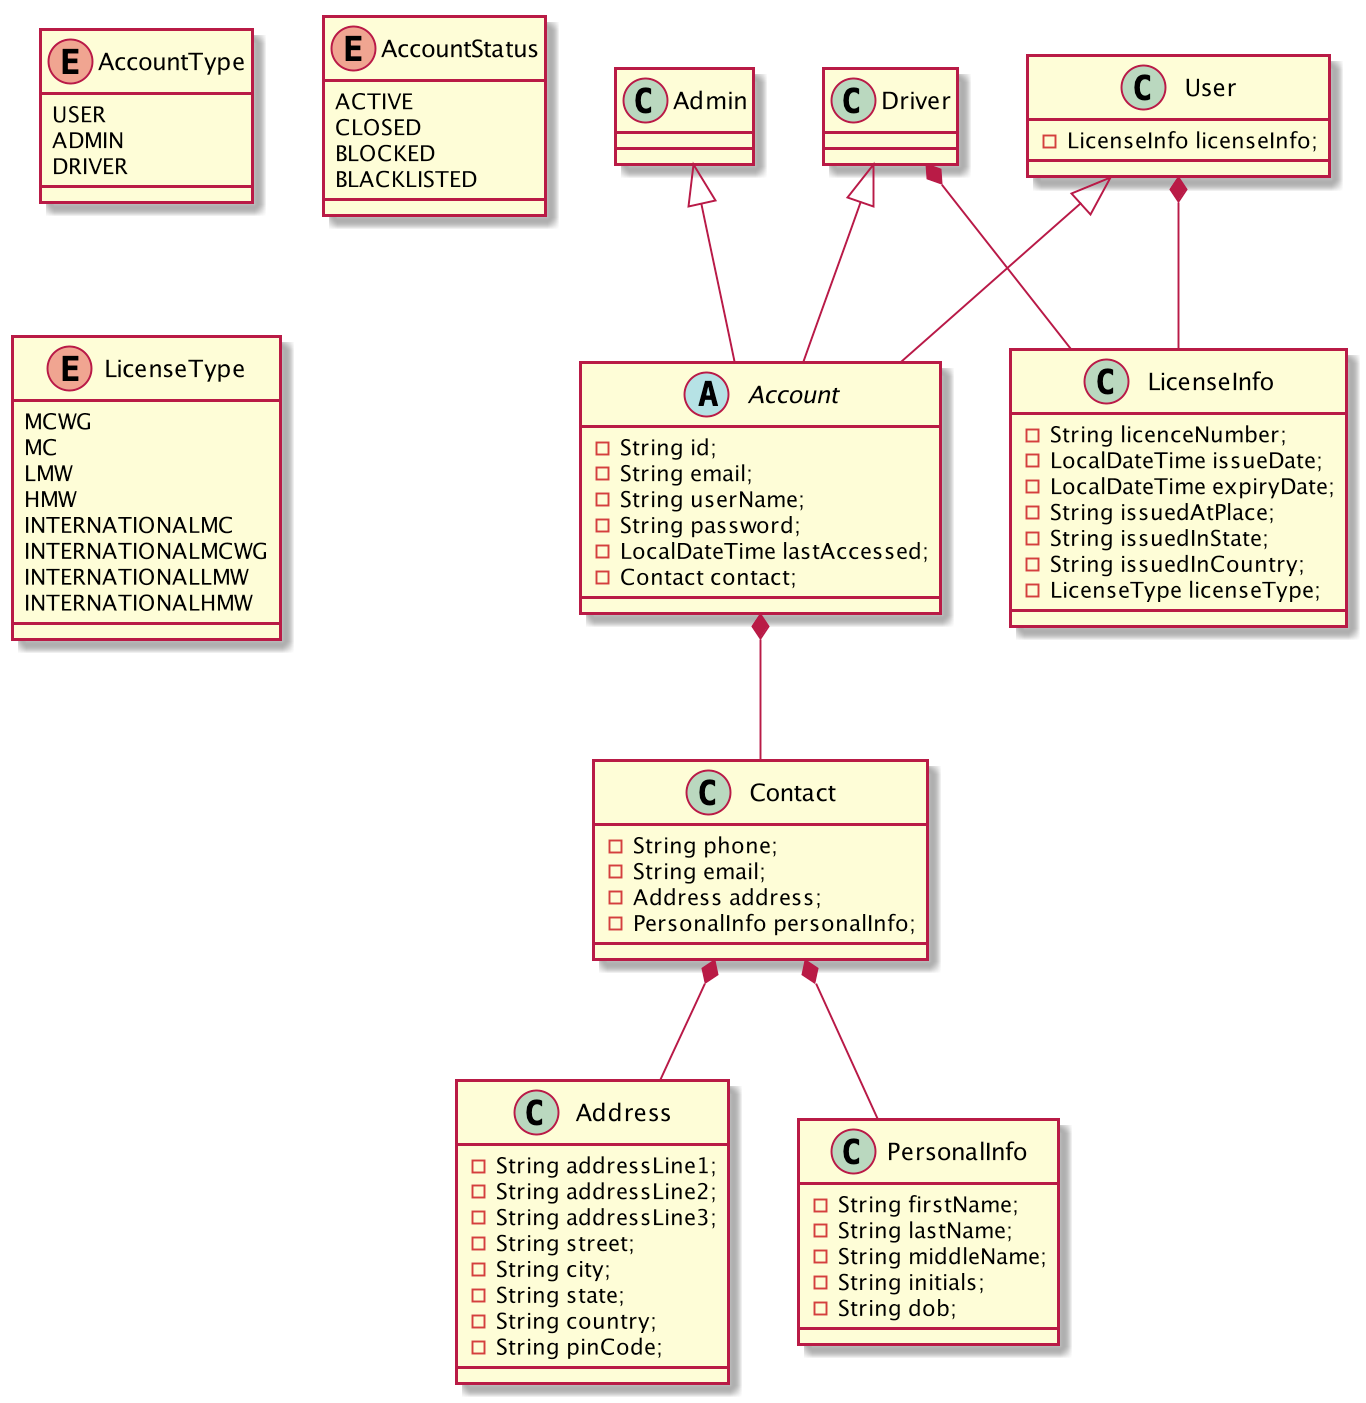 E AccountType
USER
ADMIN
DRIVER
E AccountStatus
ACTIVE
CLOSED
BLOCKED
BLACKLISTED
C Admin
C Driver
C User
LicenseInfo licenseInfo;
E LicenseType
MCWG
MC
LMW
HMW
INTERNATIONALMC
INTERNATIONALMCWG
INTERNATIONALLMW
INTERNATIONALHMW
A Account
String id;
String email;
String userName;
String password;
LocalDateTime lastAccessed;
Contact contact;
C LicenseInfo
String licenceNumber;
LocalDateTime issueDate;
LocalDateTime expiryDate;
String issuedAtPlace;
String issuedInState;
String issuedInCountry;
LicenseType licenseType;
C Contact
String phone;
String email;
Address address;
PersonalInfo personalInfo;
C Address
String addressLine1;
String addressLine2;
String addressLine3;
String street;
String city;
String state;
String country;
String pinCode;
C PersonalInfo
String firstName;
String lastName;
String middleName;
String initials;
String dob;